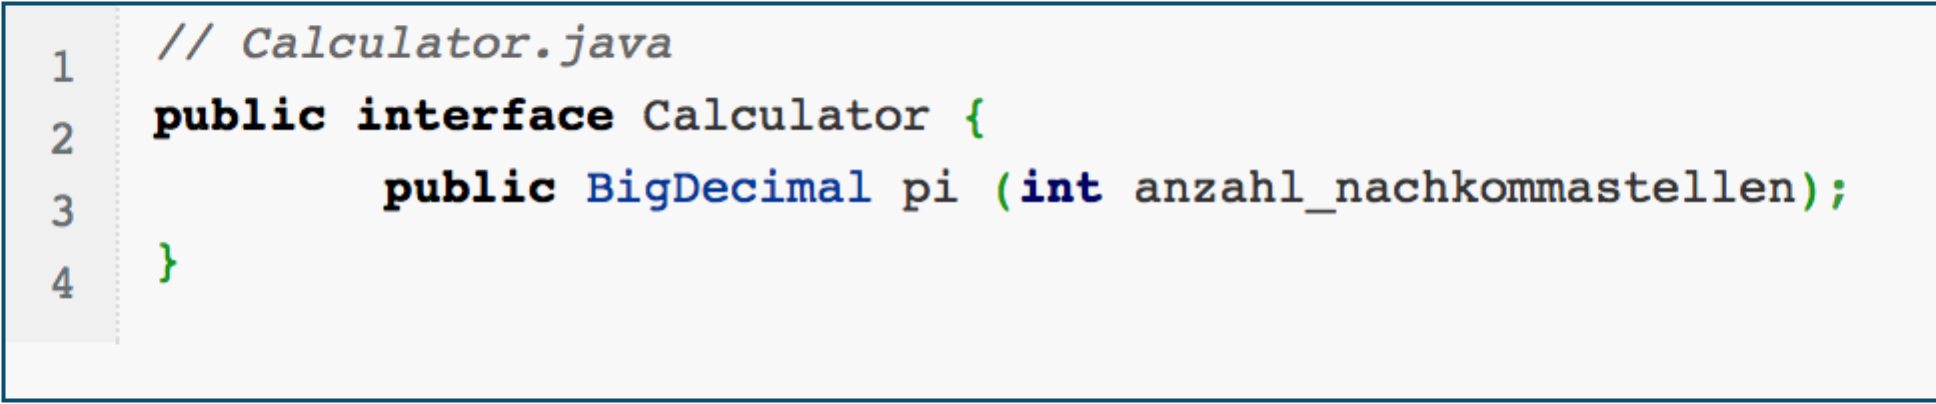 1 // Calculator.java
2 public interface Calculator {
3 public BigDecimal pi (int anzahl_nachkommastellen);
4 }